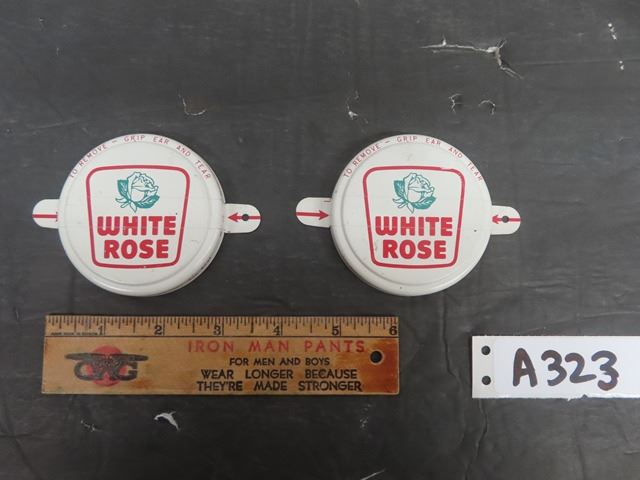 TO REMOVE - GRIP EAR AND TEAR
WHITE
ROSE
TO REMOVE - GRIP EAR AND TEAR
WHITE
ROSE
1 2 3 4 5 6
IRON MAN PANTS
FOR MEN AND BOYS
WEAR LONGER BECAUSE
THEY'RE MADE STRONGER
GWG
A323